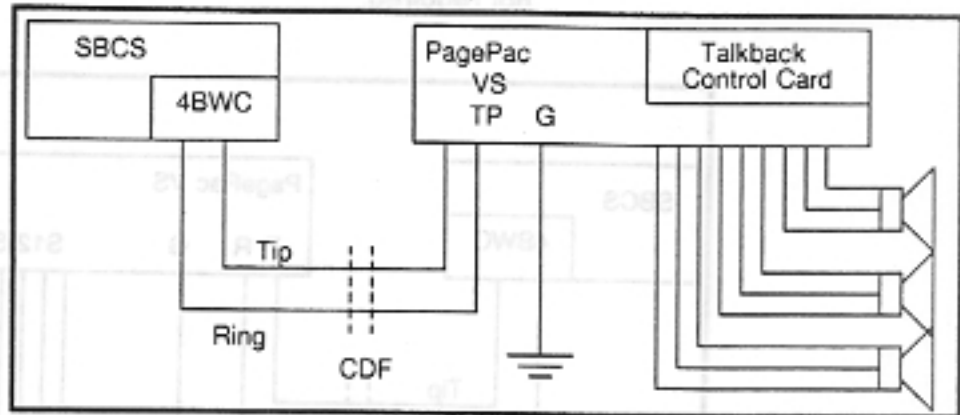 SBCS
4BWC
PagePac
VS
TP G
Talkback
Control Card
Tip
Ring
CDF